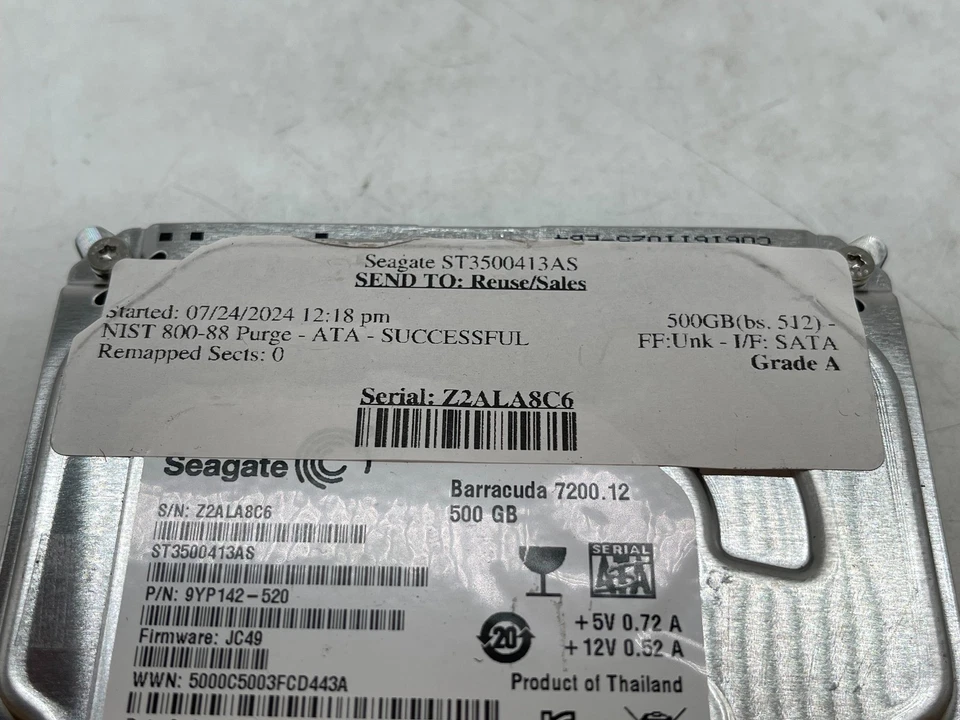 Seagate ST3500413AS
SEND TO: Reuse/Sales
Started: 07/24/2024 12:18 pm
NIST 800-88 Purge - ATA - SUCCESSFUL
Remapped Sects: 0
500GB(bs. 512) -
FF:Unk - I/F: SATA
Grade A
Serial: Z2ALA8C6
Seagate
Barracuda 7200.12
500 GB
S/N: Z2ALA8C6
ST3500413AS
P/N: 9YP142-520
Firmware: JC49
WWN: 5000C5003FCD443A
SERIAL
ATA
20
+5V 0.72 A
+12V 0.52 A
Product of Thailand